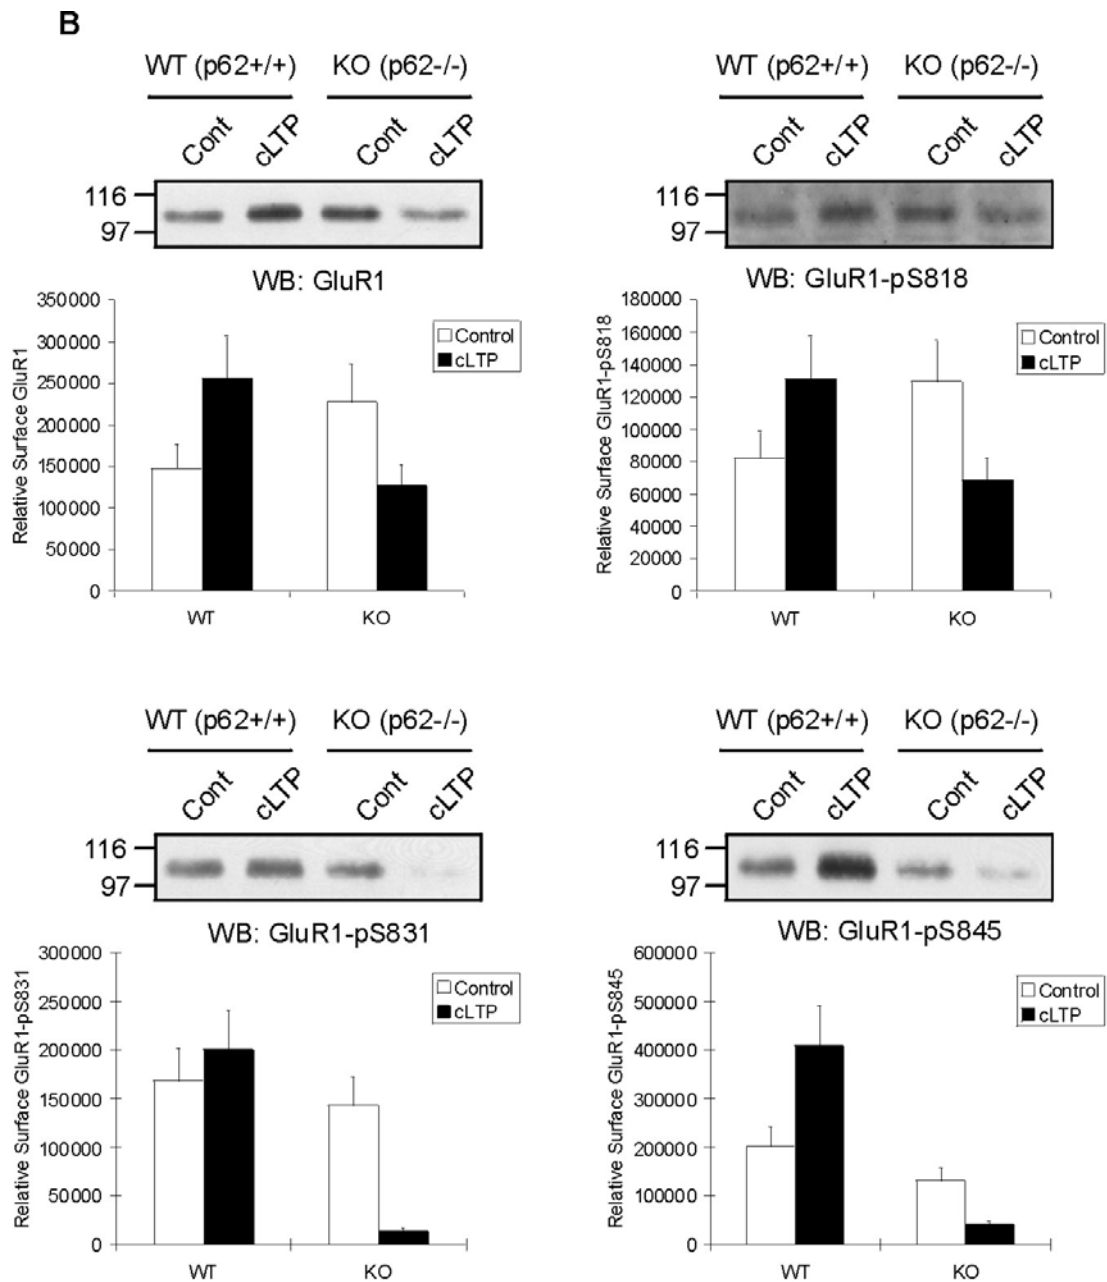 B
WT (p62+/+) KO (p62-/-)
Cont cLTP Cont cLTP
116
97
WB: GluR1
350000
300000
250000
200000
150000
100000
50000
0
Relative Surface GluR1
Control
cLTP
WT KO
WT (p62+/+) KO (p62-/-)
Cont cLTP Cont cLTP
116
97
WB: GluR1-pS818
180000
160000
140000
120000
100000
80000
60000
40000
20000
0
Relative Surface GluR1-pS818
Control
cLTP
WT KO
WT (p62+/+) KO (p62-/-)
Cont cLTP Cont cLTP
116
97
WB: GluR1-pS831
300000
250000
200000
150000
100000
50000
0
Relative Surface GluR1-pS831
Control
cLTP
WT KO
WT (p62+/+) KO (p62-/-)
Cont cLTP Cont cLTP
116
97
WB: GluR1-pS845
600000
500000
400000
300000
200000
100000
0
Relative Surface GluR1-pS845
Control
cLTP
WT KO